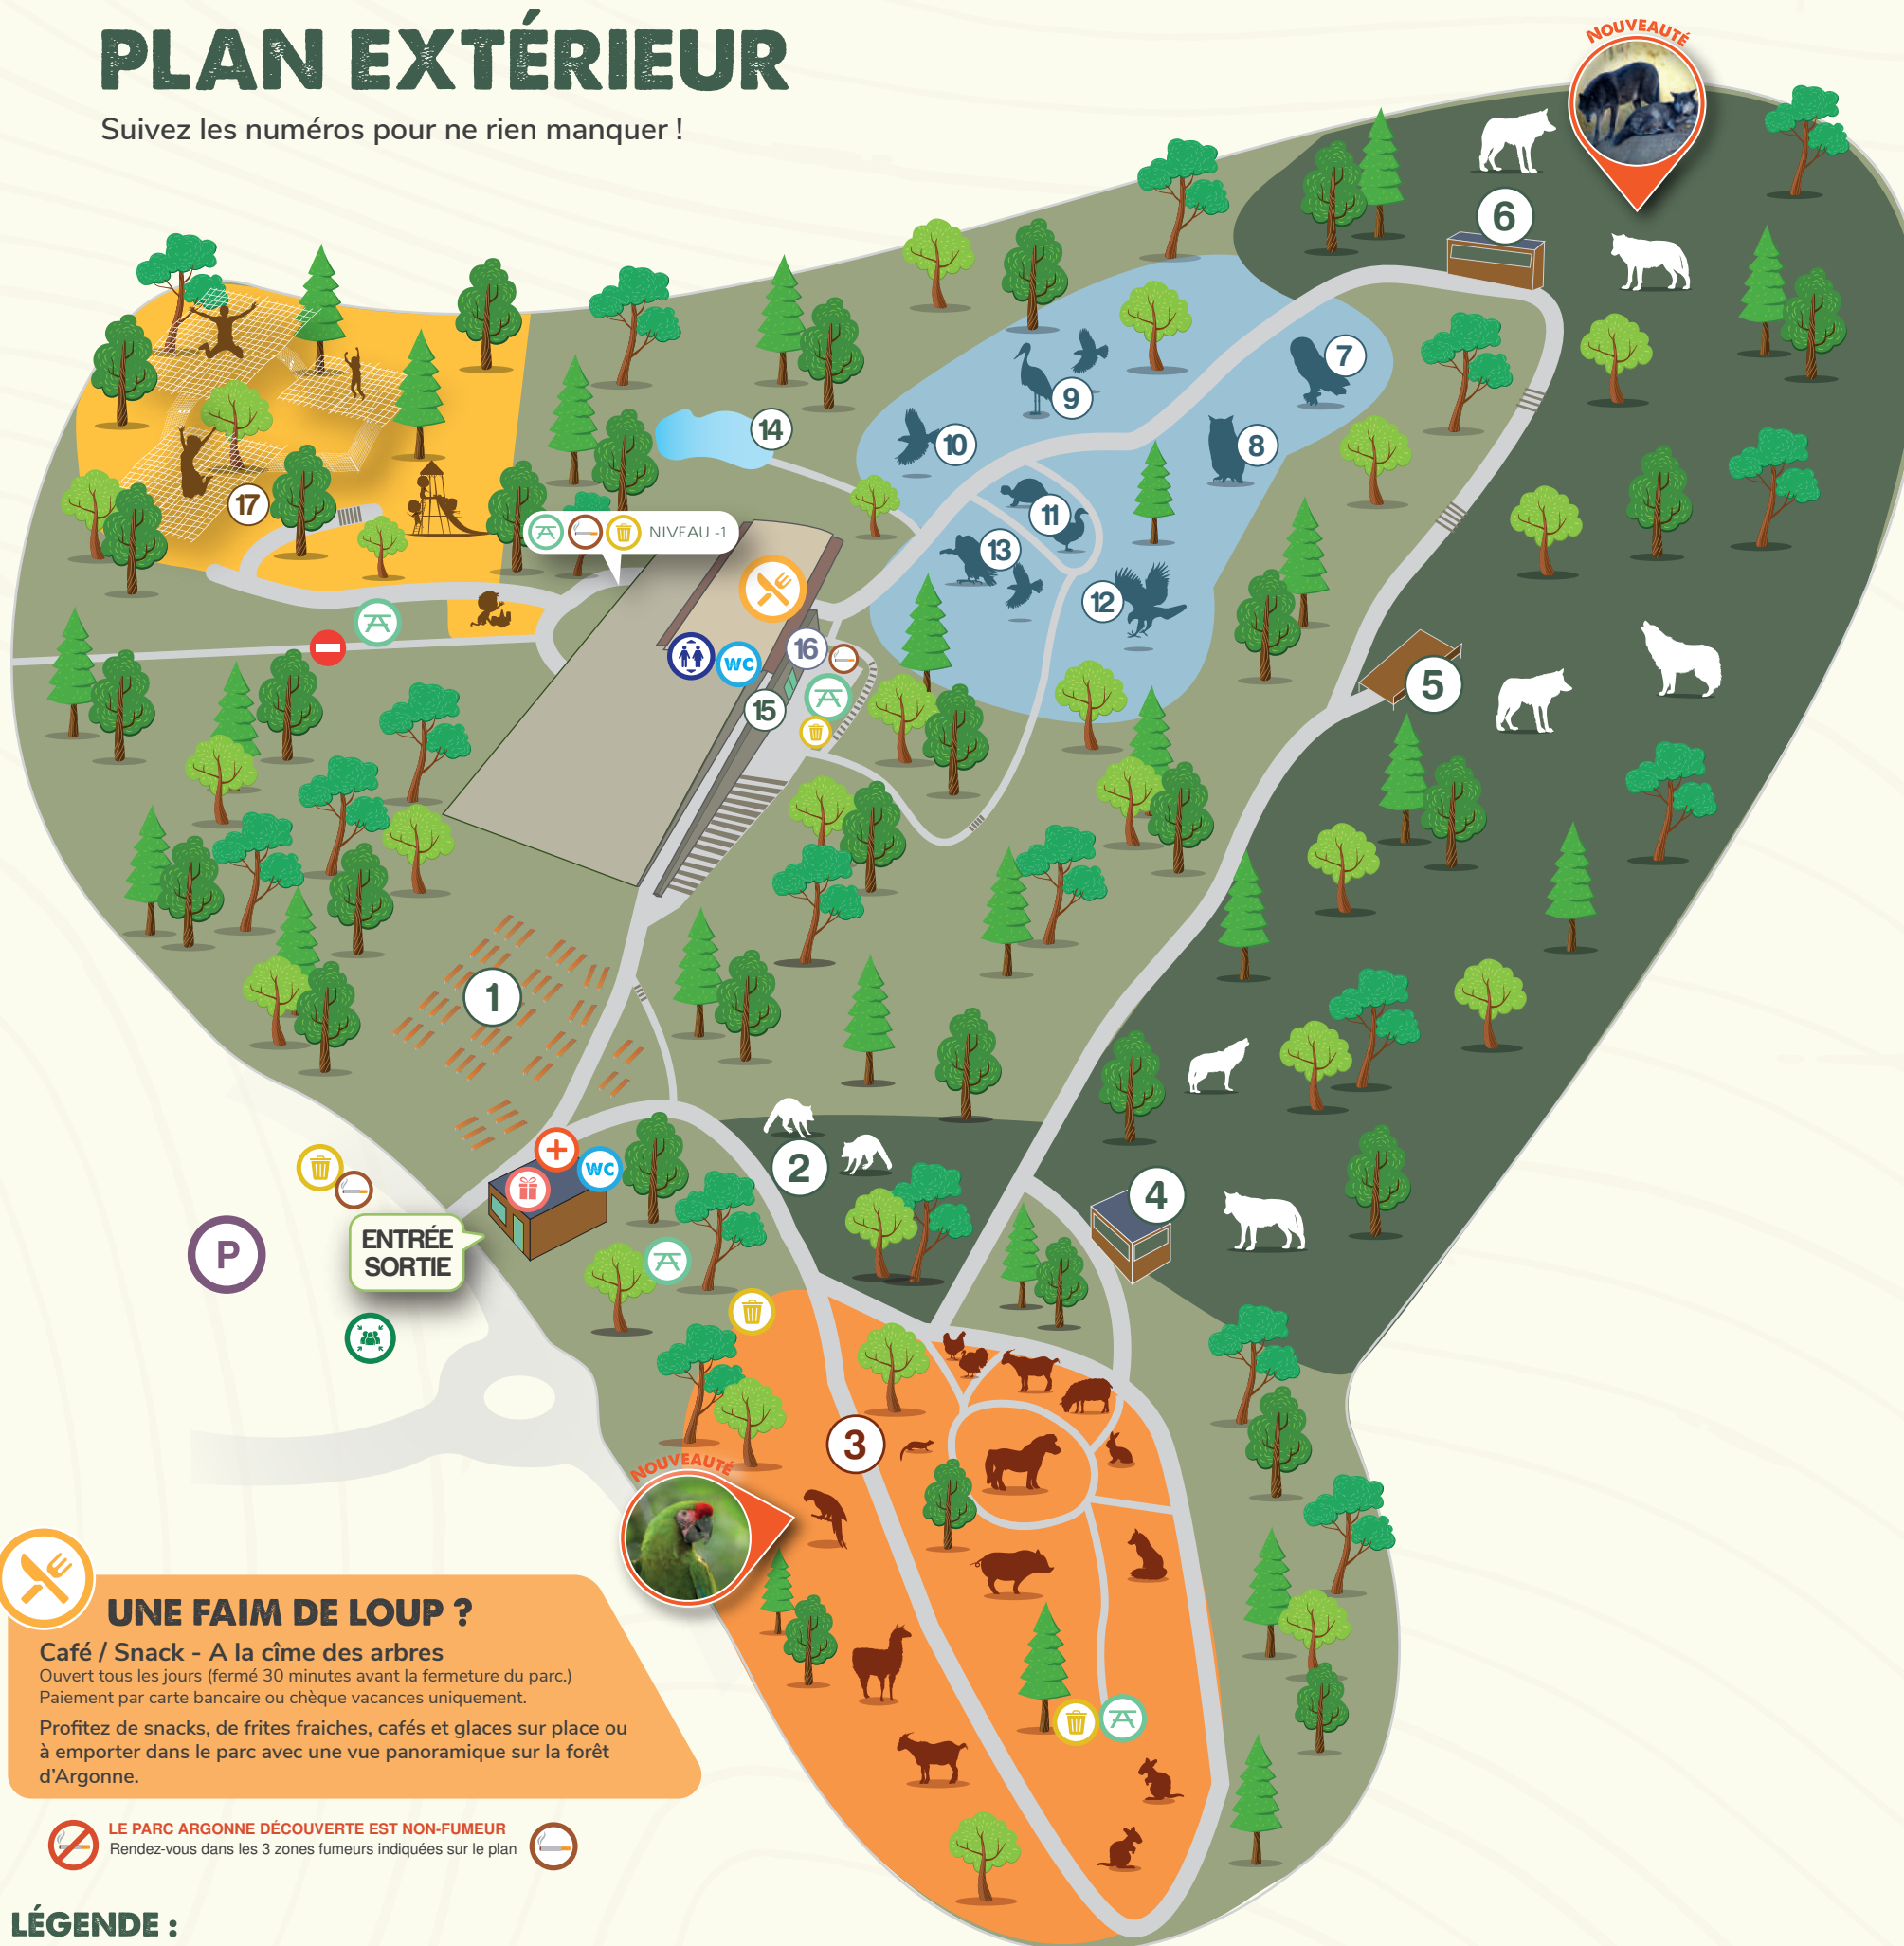 PLAN EXTÉRIEUR
Suivez les numéros pour ne rien manquer !
NOUVEAUTÉ
6
7
9
8
10
14
11
17
NIVEAU -1
13
12
16
WC
15
5
1
2
WC
4
ENTRÉE
SORTIE
P
3
NOUVEAUTÉ
UNE FAIM DE LOUP ?
Café / Snack - A la cîme des arbres
Ouvert tous les jours (fermé 30 minutes avant la fermeture du parc.)
Paiement par carte bancaire ou chèque vacances uniquement.
Profitez de snacks, de frites fraiches, cafés et glaces sur place ou
à emporter dans le parc avec une vue panoramique sur la forêt
d'Argonne.
LE PARC ARGONNE DÉCOUVERTE EST NON-FUMEUR
Rendez-vous dans les 3 zones fumeurs indiquées sur le plan
LÉGENDE :